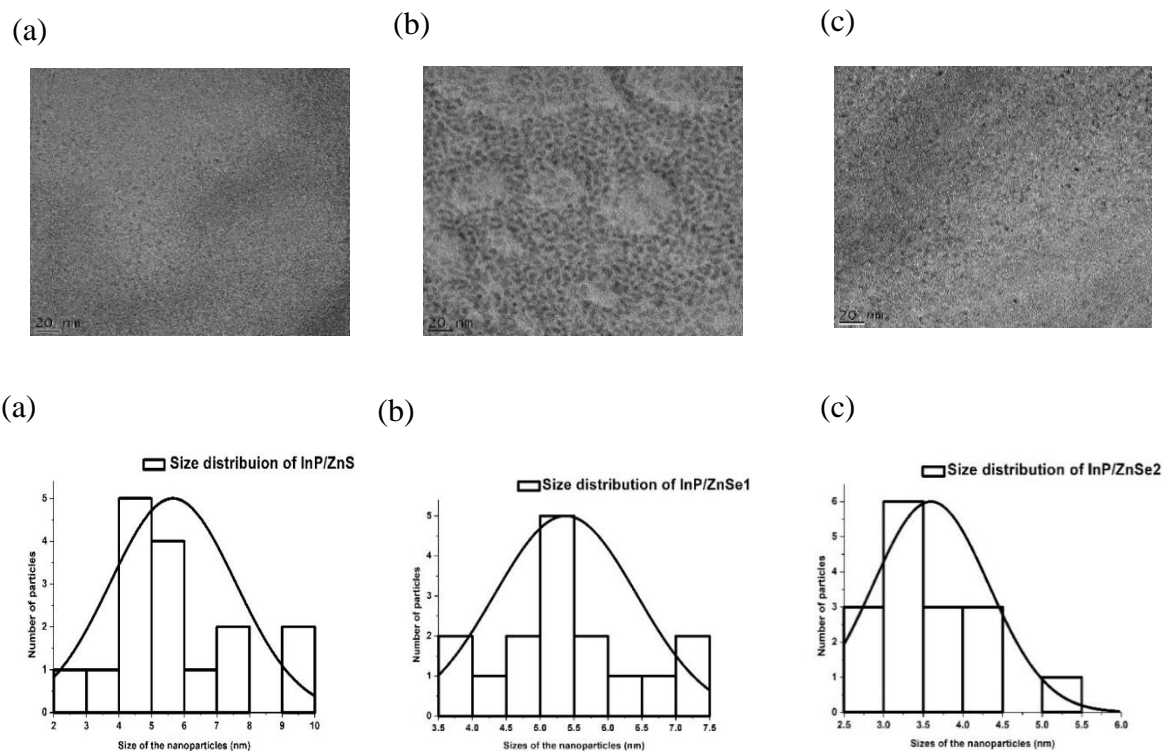 (a)
(b)
(c)
20 nm
20 nm
20 nm
(a)
(b)
(c)
Size distribuion of InP/ZnS
Number of particles
5
4
3
2
1
0
2 3 4 5 6 7 8 9 10
Size of the nanoparticles (nm)
Size distribution of InP/ZnSe1
Number of particles
5
4
3
2
1
0
3.5 4.0 4.5 5.0 5.5 6.0 6.5 7.0 7.5
Sizes of the nanoparticles (nm)
Size distribution of InP/ZnSe2
Number of particles
6
5
4
3
2
1
0
2.5 3.0 3.5 4.0 4.5 5.0 5.5 6.0
Size of the nanoparticles (nm)